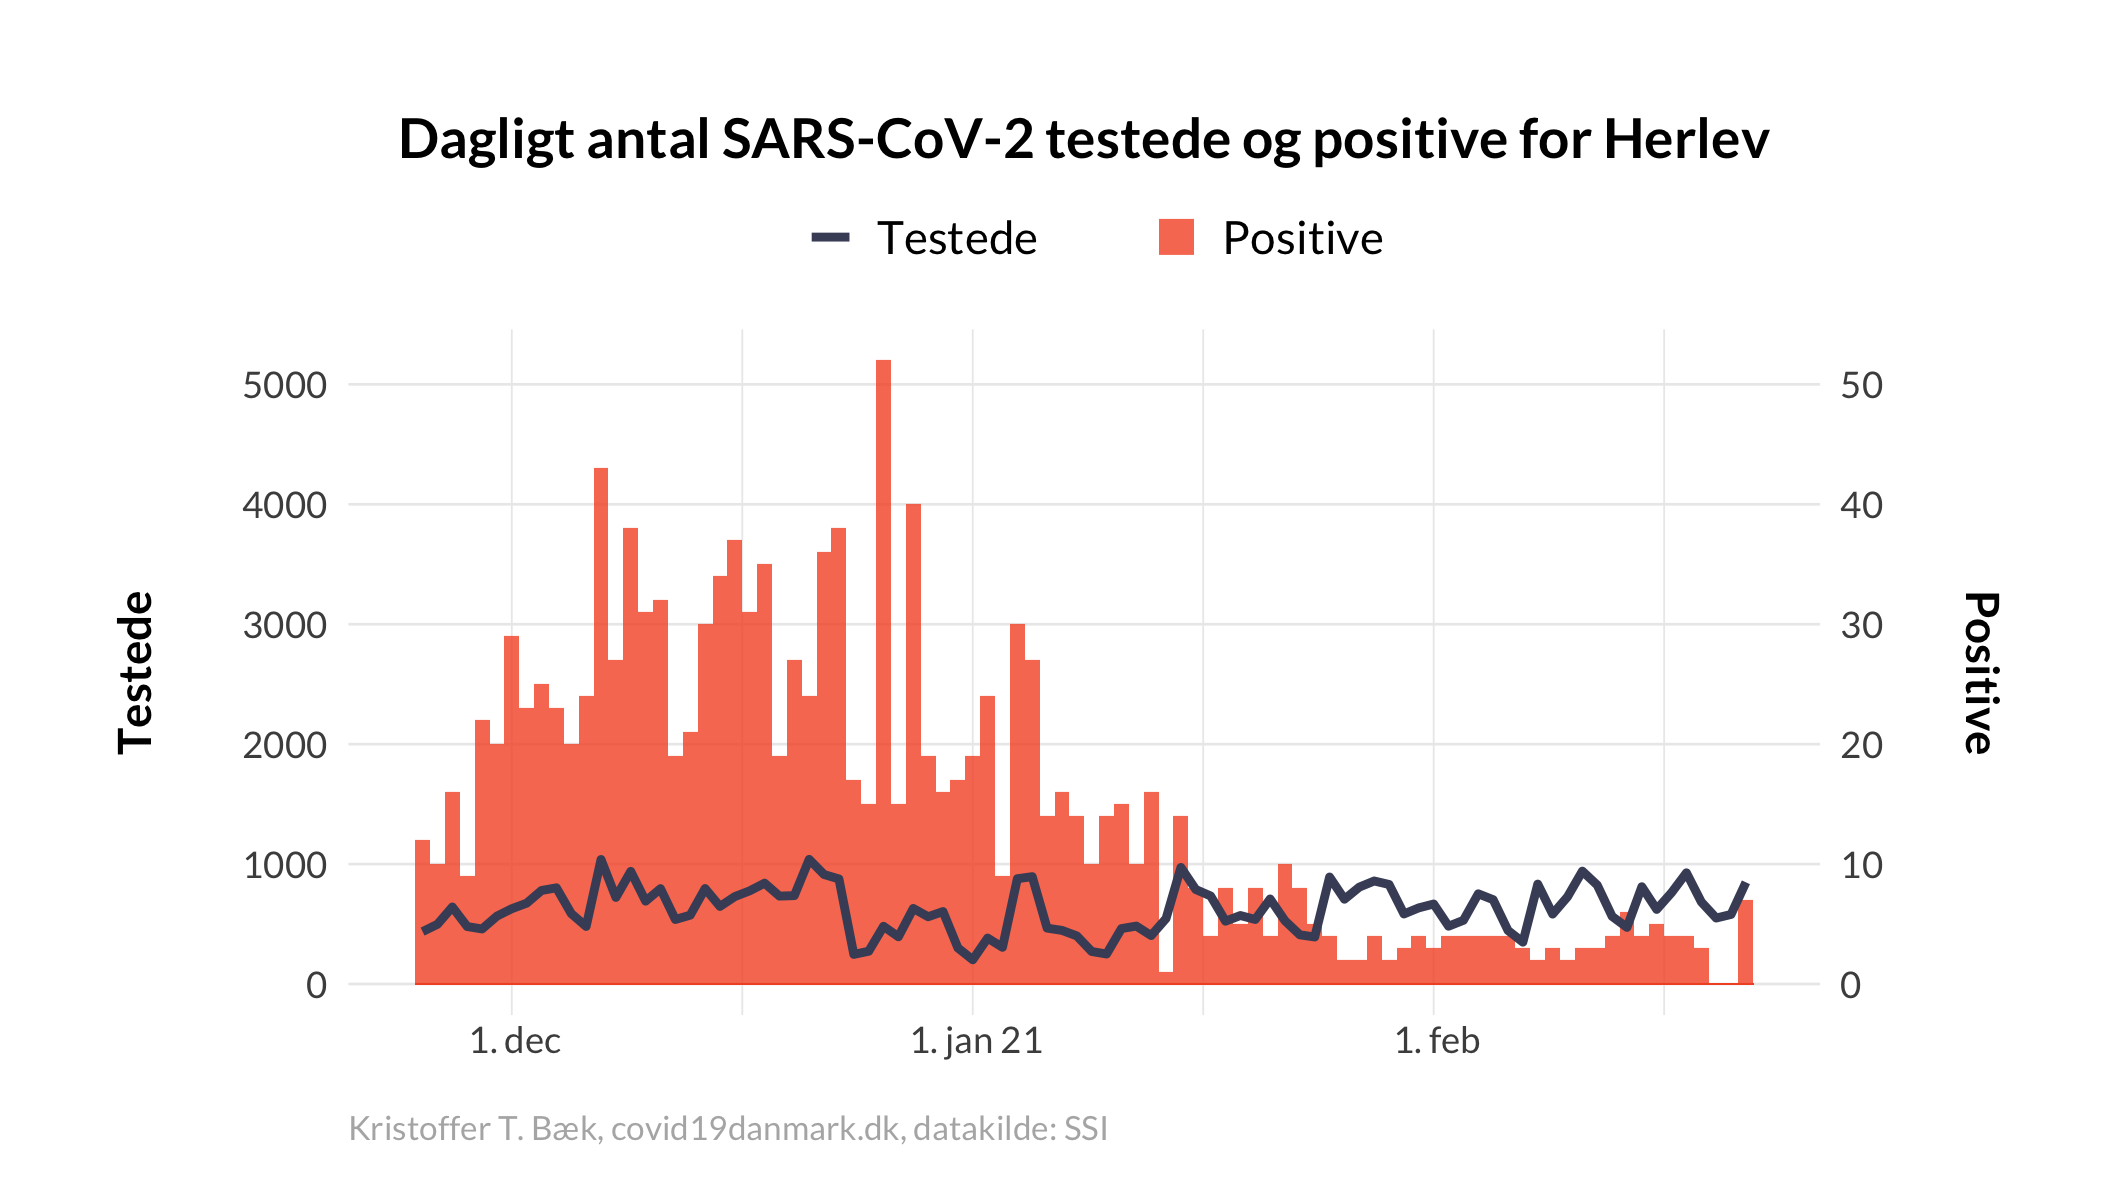 Dagligt antal SARS-CoV-2 testede og positive for Herlev
Testede Positive
5000 50
4000 40
3000 30
2000 20
1000 10
0 0
Testede
Positive
1. dec 1. jan 21 1. feb
Kristoffer T. Bæk, covid19danmark.dk, datakilde: SSI